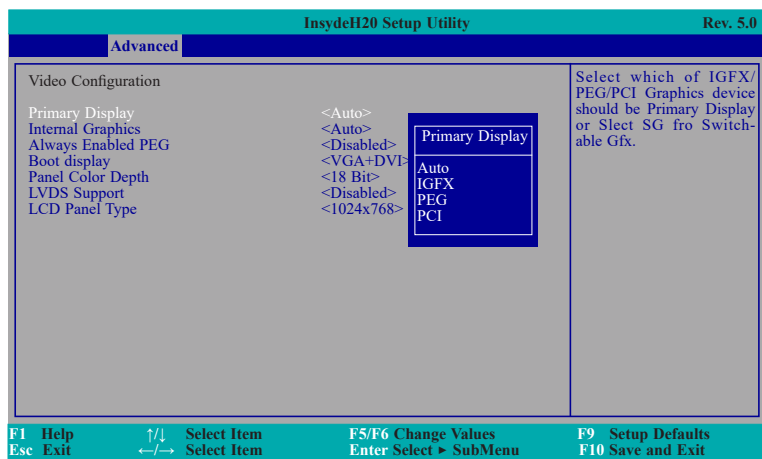 InsydeH20 Setup Utility Rev. 5.0
Advanced
Video Configuration
Primary Display <Auto>
Internal Graphics <Auto>
Always Enabled PEG <Disabled>
Boot display <VGA+DVI>
Panel Color Depth <18 Bit>
LVDS Support <Disabled>
LCD Panel Type <1024x768>
Primary Display
Auto
IGFX
PEG
PCI
Select which of IGFX/
PEG/PCI Graphics device
should be Primary Display
or Slect SG fro Switch-
able Gfx.
F1 Help ↑/↓ Select Item F5/F6 Change Values F9 Setup Defaults
Esc Exit ←/→ Select Item Enter Select ► SubMenu F10 Save and Exit